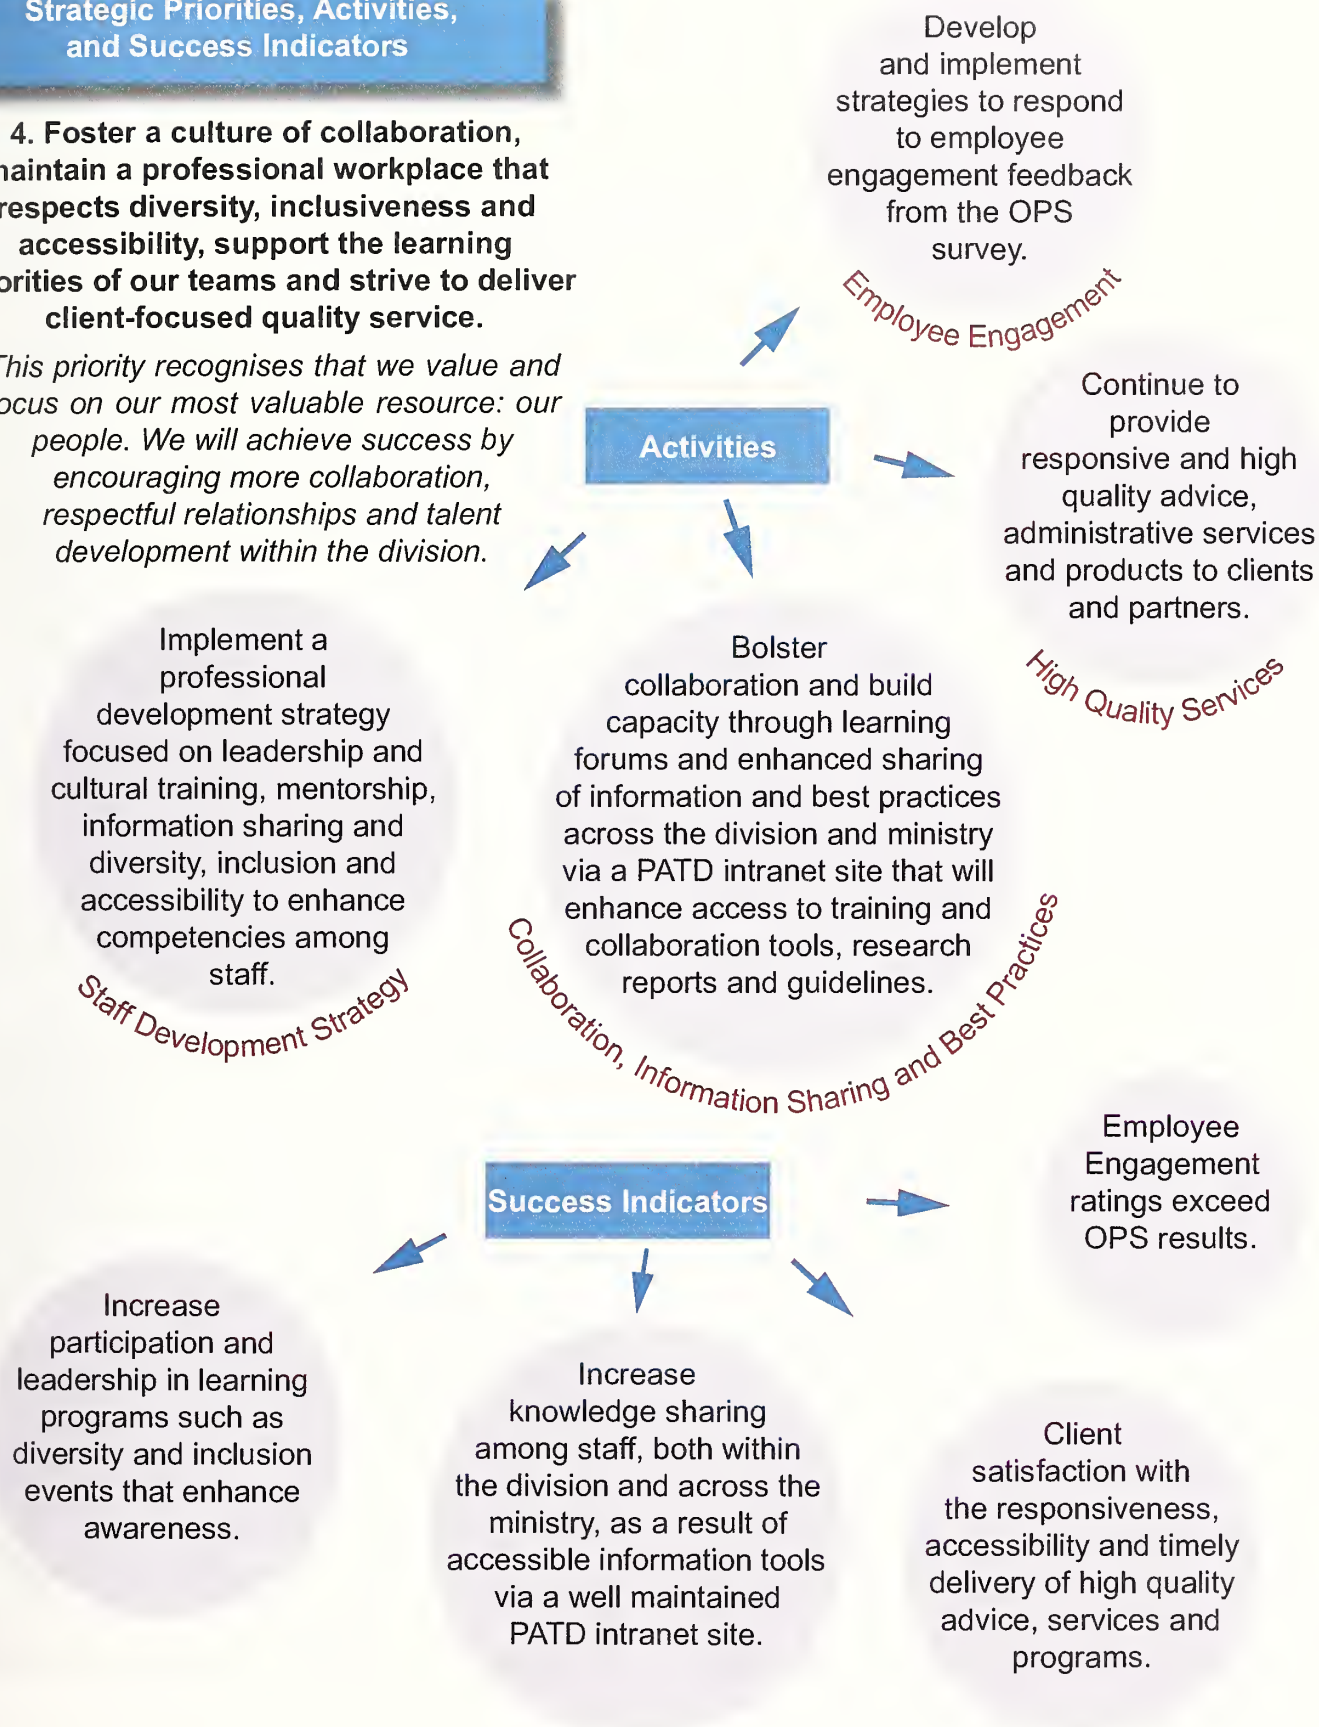 Strategic Priorities, Activities,
and Success Indicators
4. Foster a culture of collaboration,
maintain a professional workplace that
respects diversity, inclusiveness and
accessibility, support the learning
orities of our teams and strive to deliver
client-focused quality service.
This priority recognises that we value and
ocus on our most valuable resource: our
people. We will achieve success by
encouraging more collaboration,
respectful relationships and talent
development within the division.
Activities
Develop
and implement
strategies to respond
to employee
engagement feedback
from the OPS
survey.
Employee Engagement
Continue to
provide
responsive and high
quality advice,
administrative services
and products to clients
and partners.
High Quality Services
Implement a
professional
development strategy
focused on leadership and
cultural training, mentorship,
information sharing and
diversity, inclusion and
accessibility to enhance
competencies among
staff.
Staff Development Strategy
Bolster
collaboration and build
capacity through learning
forums and enhanced sharing
of information and best practices
across the division and ministry
via a PATD intranet site that will
enhance access to training and
collaboration tools, research
reports and guidelines.
Collaboration, Information Sharing and Best Practices
Success Indicators
Employee
Engagement
ratings exceed
OPS results.
Increase
participation and
leadership in learning
programs such as
diversity and inclusion
events that enhance
awareness.
Increase
knowledge sharing
among staff, both within
the division and across the
ministry, as a result of
accessible information tools
via a well maintained
PATD intranet site.
Client
satisfaction with
the responsiveness,
accessibility and timely
delivery of high quality
advice, services and
programs.